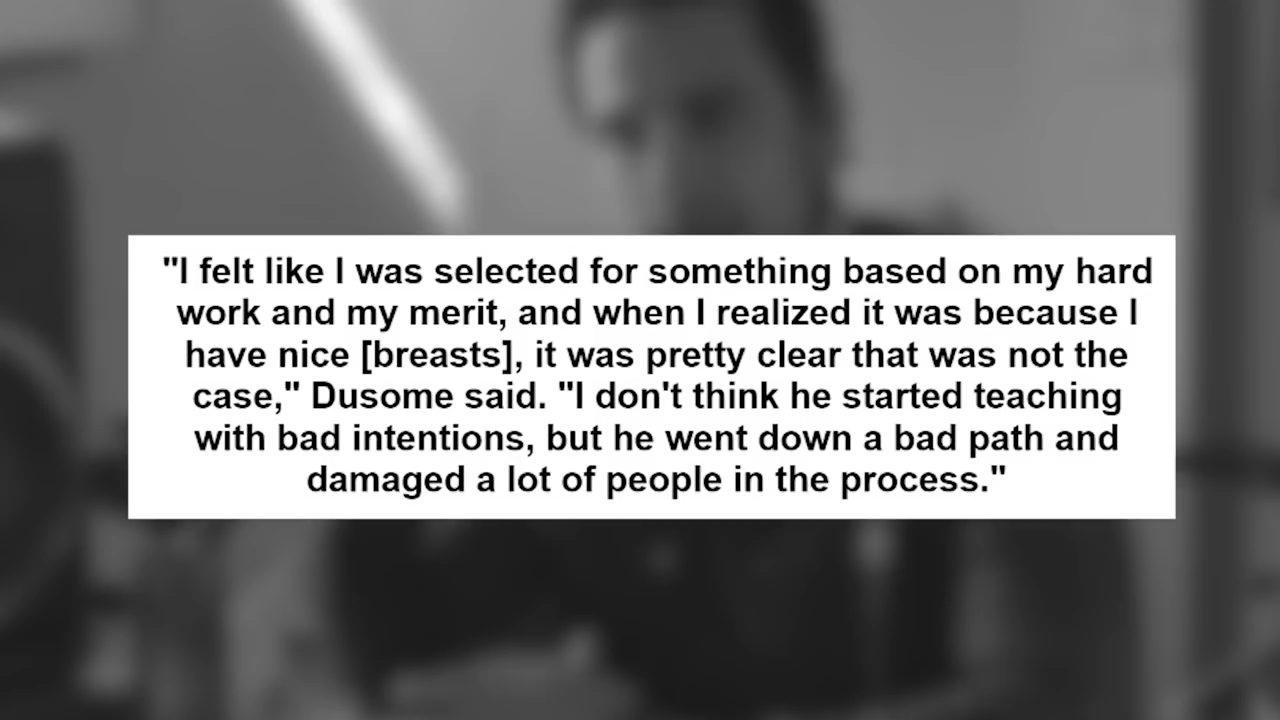 "I felt like I was selected for something based on my hard
work and my merit, and when I realized it was because I
have nice [breasts], it was pretty clear that was not the
case," Dusome said. "I don't think he started teaching
with bad intentions, but he went down a bad path and
damaged a lot of people in the process."